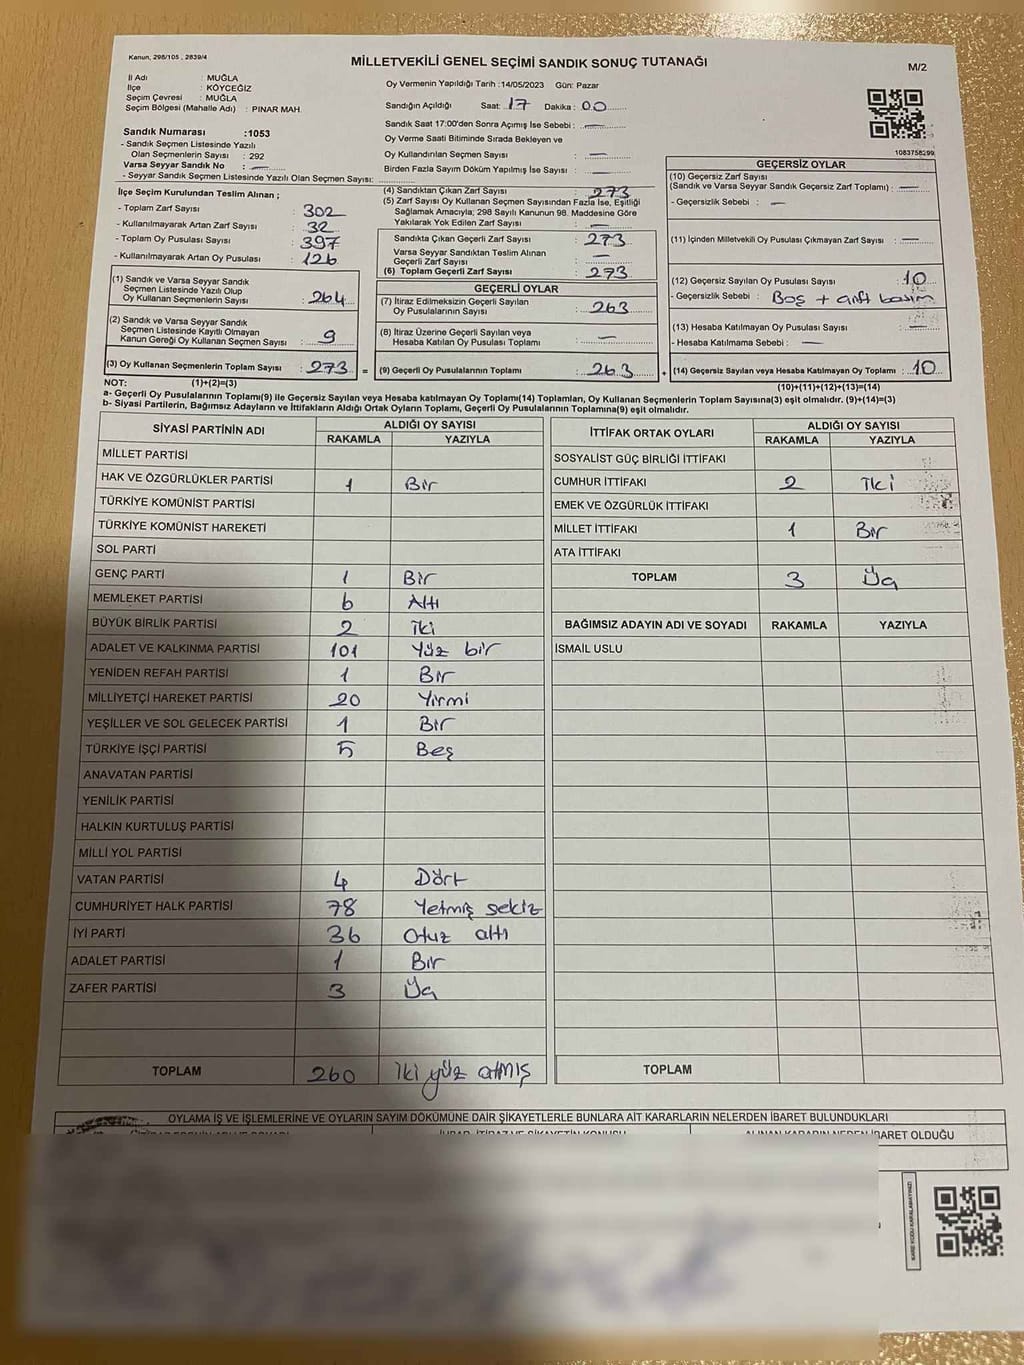 Kanun; 298/105 , 2839/4
MİLLETVEKİLİ GENEL SEÇİMİ SANDIK SONUÇ TUTANAĞI
M/2
İl Adı : MUĞLA
İlçe : KÖYCEĞİZ
Seçim Çevresi : MUĞLA
Seçim Bölgesi (Mahalle Adı) : PINAR MAH.
Oy Vermenin Yapıldığı Tarih :14/05/2023 Gün: Pazar
Sandığın Açıldığı Saat: 17 Dakika : 00
Sandık Saat 17:00'den Sonra Açımış İse Sebebi : —
Oy Verme Saati Bitiminde Sırada Bekleyen ve
Oy Kullandırılan Seçmen Sayısı : —
Birden Fazla Sayım Döküm Yapılmış İse Sayısı : —
1083758299
Sandık Numarası :1053
- Sandık Seçmen Listesinde Yazılı
Olan Seçmenlerin Sayısı : 292
Varsa Seyyar Sandık No : —
- Seyyar Sandık Seçmen Listesinde Yazılı Olan Seçmen Sayısı:
İlçe Seçim Kurulundan Teslim Alınan ;
- Toplam Zarf Sayısı : 302
- Kullanılmayarak Artan Zarf Sayısı : 32
- Toplam Oy Pusulası Sayısı : 397
- Kullanılmayarak Artan Oy Pusulası : 126
(1) Sandık ve Varsa Seyyar Sandık
Seçmen Listesinde Yazılı Olup
Oy Kullanan Seçmenlerin Sayısı : 264
(2) Sandık ve Varsa Seyyar Sandık
Seçmen Listesinde Kayıtlı Olmayan
Kanun Gereği Oy Kullanan Seçmen Sayısı : 9
(3) Oy Kullanan Seçmenlerin Toplam Sayısı : 273 =
(4) Sandıktan Çıkan Zarf Sayısı : 273
(5) Zarf Sayısı Oy Kullanan Seçmen Sayısından Fazla İse, Eşitliği
Sağlamak Amacıyla; 298 Sayılı Kanunun 98. Maddesine Göre
Yakılarak Yok Edilen Zarf Sayısı : —
Sandıkta Çıkan Geçerli Zarf Sayısı : 273
Varsa Seyyar Sandıktan Teslim Alınan
Geçerli Zarf Sayısı : —
(6) Toplam Geçerli Zarf Sayısı : 273
GEÇERLİ OYLAR
(7) İtiraz Edilmeksizin Geçerli Sayılan
Oy Pusulalarının Sayısı : 263
(8) İtiraz Üzerine Geçerli Sayılan veya
Hesaba Katılan Oy Pusulası Toplamı : —
(9) Geçerli Oy Pusulalarının Toplamı : 263 +
GEÇERSİZ OYLAR
(10) Geçersiz Zarf Sayısı
(Sandık ve Varsa Seyyar Sandık Geçersiz Zarf Toplamı) : —
- Geçersizlik Sebebi : —
(11) İçinden Milletvekili Oy Pusulası Çıkmayan Zarf Sayısı : —
(12) Geçersiz Sayılan Oy Pusulası Sayısı : 10
- Geçersizlik Sebebi : Boş + çift basım
(13) Hesaba Katılmayan Oy Pusulası Sayısı : —
- Hesaba Katılmama Sebebi : —
(14) Geçersiz Sayılan veya Hesaba Katılmayan Oy Toplamı : 10
NOT: (1)+(2)=(3) (10)+(11)+(12)+(13)=(14)
a- Geçerli Oy Pusulalarının Toplamı(9) ile Geçersiz Sayılan veya Hesaba katılmayan Oy Toplamı(14) Toplamları, Oy Kullanan Seçmenlerin Toplam Sayısına(3) eşit olmalıdır. (9)+(14)=(3)
b- Siyasi Partilerin, Bağımsız Adayların ve İttifakların Aldığı Ortak Oyların Toplamı, Geçerli Oy Pusulalarının Toplamına(9) eşit olmalıdır.
SİYASİ PARTİNİN ADI ALDIĞI OY SAYISI
RAKAMLA YAZIYLA
MİLLET PARTİSİ
HAK VE ÖZGÜRLÜKLER PARTİSİ 1 Bir
TÜRKİYE KOMÜNİST PARTİSİ
TÜRKİYE KOMÜNİST HAREKETİ
SOL PARTİ
GENÇ PARTİ 1 Bir
MEMLEKET PARTİSİ 6 Altı
BÜYÜK BİRLİK PARTİSİ 2 İki
ADALET VE KALKINMA PARTİSİ 101 Yüz bir
YENİDEN REFAH PARTİSİ 1 Bir
MİLLİYETÇİ HAREKET PARTİSİ 20 Yirmi
YEŞİLLER VE SOL GELECEK PARTİSİ 1 Bir
TÜRKİYE İŞÇİ PARTİSİ 5 Beş
ANAVATAN PARTİSİ
YENİLİK PARTİSİ
HALKIN KURTULUŞ PARTİSİ
MİLLİ YOL PARTİSİ
VATAN PARTİSİ 4 Dört
CUMHURİYET HALK PARTİSİ 78 Yetmiş sekiz
İYİ PARTİ 36 Otuz altı
ADALET PARTİSİ 1 Bir
ZAFER PARTİSİ 3 Üç
TOPLAM 260 İki yüz atmış
İTTİFAK ORTAK OYLARI ALDIĞI OY SAYISI
RAKAMLA YAZIYLA
SOSYALİST GÜÇ BİRLİĞİ İTTİFAKI
CUMHUR İTTİFAKI 2 İki
EMEK VE ÖZGÜRLÜK İTTİFAKI
MİLLET İTTİFAKI 1 Bir
ATA İTTİFAKI
TOPLAM 3 Üç
BAĞIMSIZ ADAYIN ADI VE SOYADI RAKAMLA YAZIYLA
İSMAİL USLU
TOPLAM
OYLAMA İŞ VE İŞLEMLERİNE VE OYLARIN SAYIM DÖKÜMÜNE DAİR ŞİKAYETLERLE BUNLARA AİT KARARLARIN NELERDEN İBARET BULUNDUKLARI
ALINAN KARARIN NEDEN İBARET OLDUĞU
KARE KODU KARALAMAYINIZ!